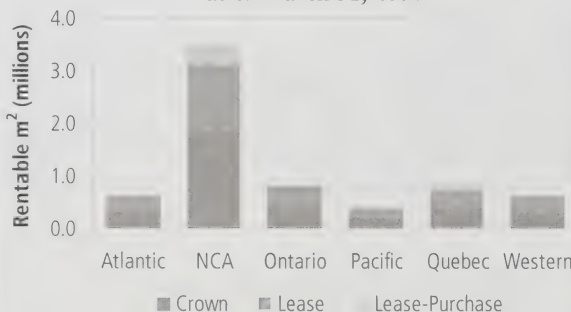 4.0
3.0
2.0
1.0
0.0
Rentable m² (millions)
Atlantic NCA Ontario Pacific Quebec Western
Crown Lease Lease-Purchase